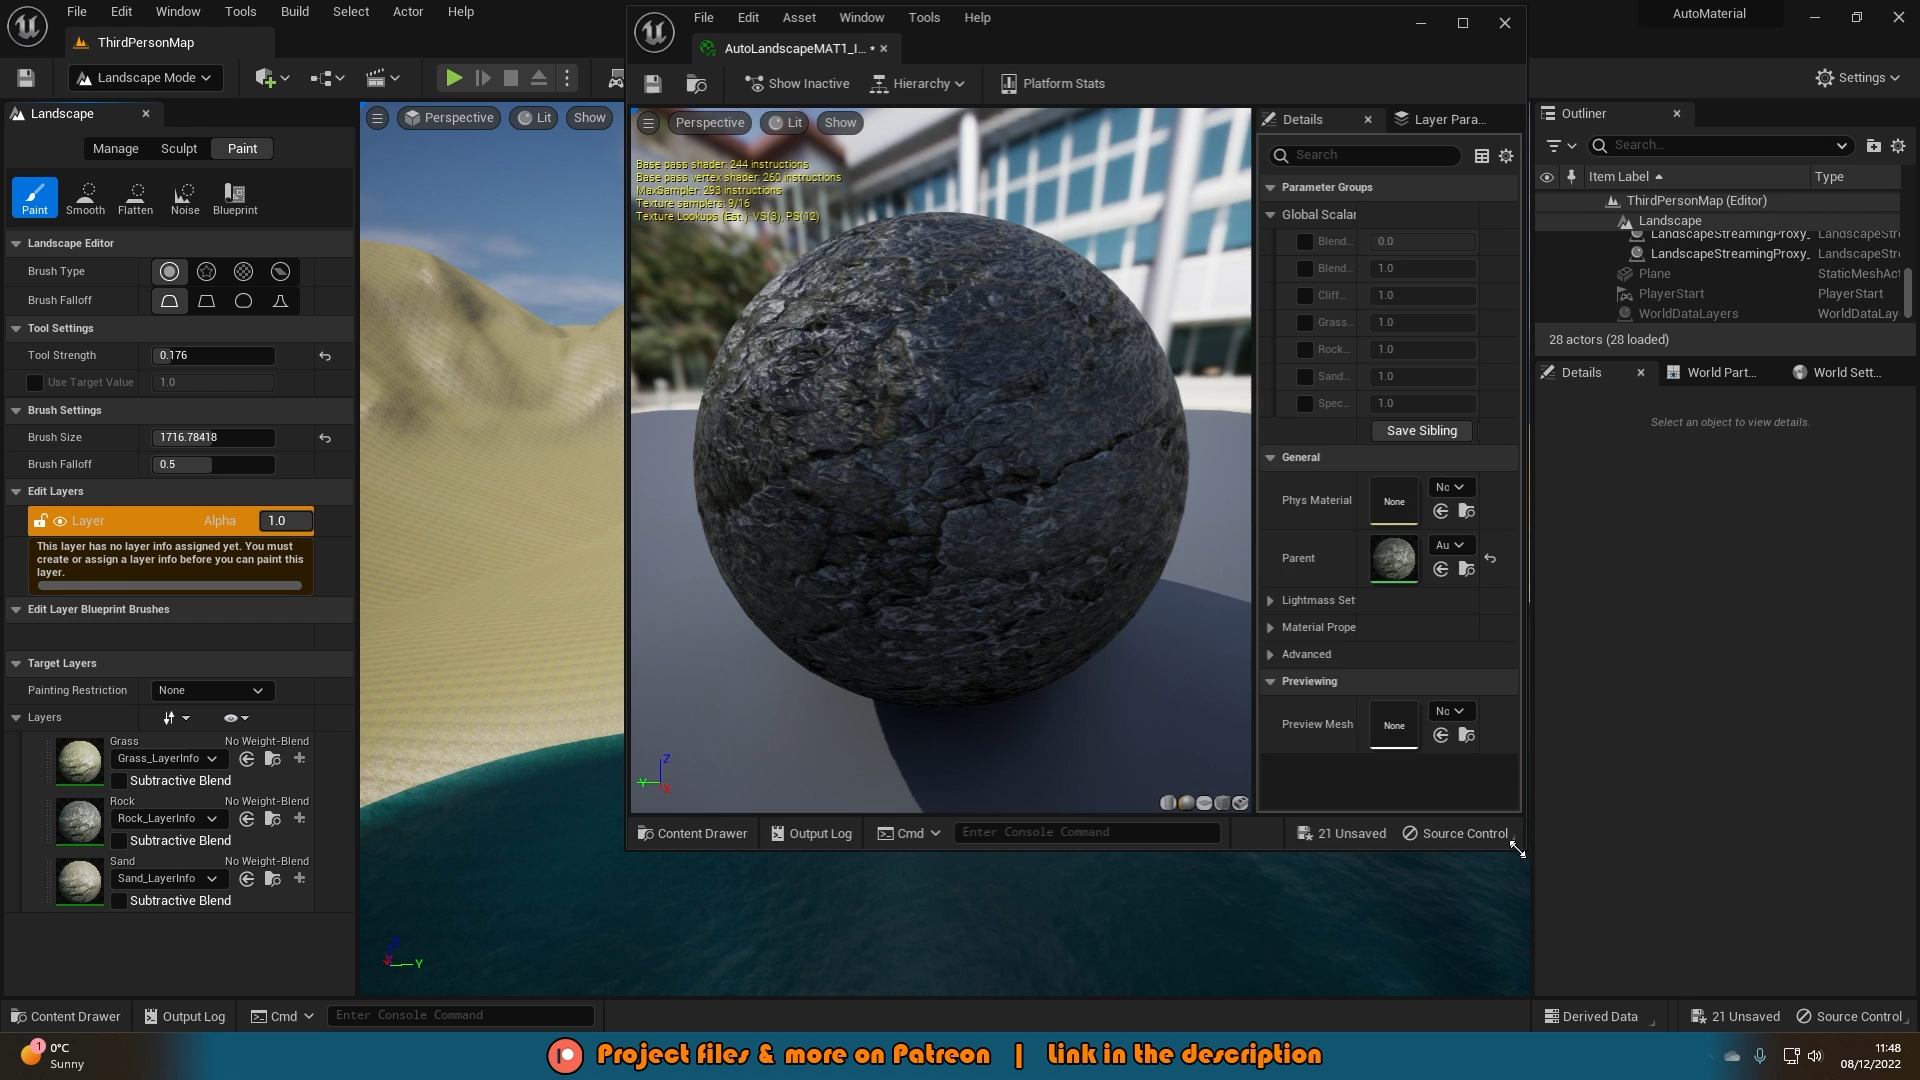 File Edit Window Tools Build Select Actor Help
ThirdPersonMap
Landscape Mode
Landscape
Manage Sculpt Paint
Paint Smooth Flatten Noise Blueprint
Landscape Editor
Brush Type
Brush Falloff
Tool Settings
Tool Strength 0.176
Use Target Value 1.0
Brush Settings
Brush Size 1716.78418
Brush Falloff 0.5
Edit Layers
Layer Alpha 1.0
This layer has no layer info assigned yet. You must
create or assign a layer info before you can paint this
layer.
Edit Layer Blueprint Brushes
Target Layers
Painting Restriction None
Layers
Grass No Weight-Blend
Grass_LayerInfo
Subtractive Blend
Rock No Weight-Blend
Rock_LayerInfo
Subtractive Blend
Sand No Weight-Blend
Sand_LayerInfo
Subtractive Blend
Perspective Lit Show
X Y Z
File Edit Asset Window Tools Help
AutoLandscapeMAT1_I... •
Show Inactive Hierarchy Platform Stats
Perspective Lit Show
Base pass shader: 244 instructions
Base pass vertex shader: 260 instructions
MaxSampler: 293 instructions
Texture samplers: 9/16
Texture Lookups (Est.): VS(3), PS(12)
Z
Y
X
Details Layer Para...
Search
Parameter Groups
Global Scalar
Blend... 0.0
Blend... 1.0
Cliff... 1.0
Grass... 1.0
Rock... 1.0
Sand... 1.0
Spec... 1.0
Save Sibling
General
Phys Material None Nc
Parent Au
Lightmass Set
Material Prope
Advanced
Previewing
Preview Mesh None Nc
Content Drawer Output Log Cmd Enter Console Command 21 Unsaved Source Control
AutoMaterial
Settings
Outliner
Search...
Item Label Type
ThirdPersonMap (Editor)
Landscape
LandscapeStreamingProxy_ LandscapeStr
LandscapeStreamingProxy_ LandscapeStr
Plane StaticMeshAct
PlayerStart PlayerStart
WorldDataLayers WorldDataLay
28 actors (28 loaded)
Details World Part... World Sett...
Select an object to view details.
Content Drawer Output Log Cmd Enter Console Command Derived Data 21 Unsaved Source Control
1 0°C
Sunny
Project files & more on Patreon | Link in the description
11:48
08/12/2022